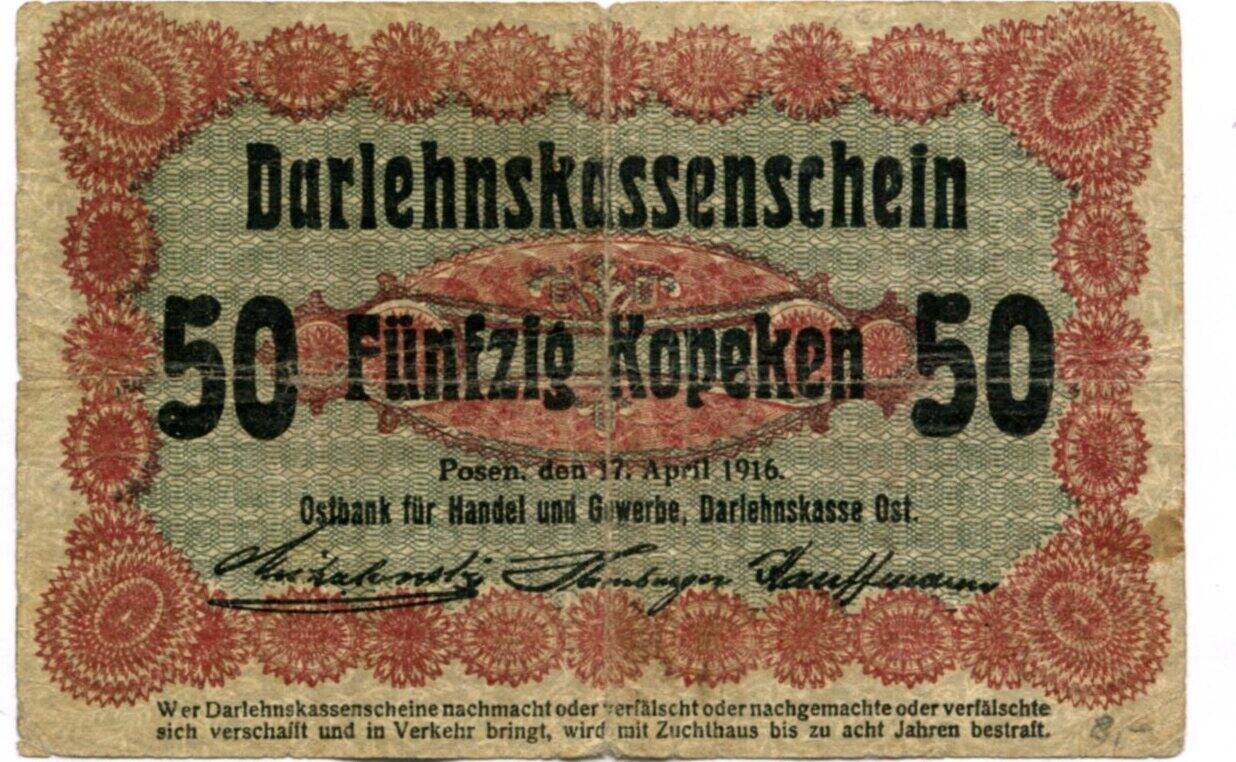 Darlehnskassenschein
50 Fünfzig Kopeken 50
Posen, den 17. April 1916.
Ostbank für Handel und Gewerbe, Darlehnskasse Ost.
Kauffmann
Wer Darlehnskassenscheine nachmacht oder verfälscht oder nachgemachte oder verfälschte
sich verschafft und in Verkehr bringt, wird mit Zuchthaus bis zu acht Jahren bestraft.
8,-